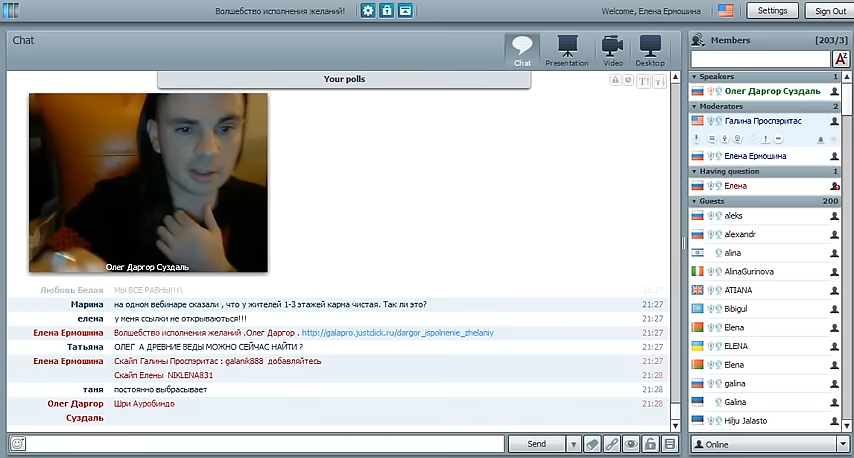 Волшебство исполнения желаний!
Welcome, Елена Ермошина
Settings
Sign Out
Chat
Chat
Presentation
Video
Desktop
Your polls
Олег Даргор Суздаль
Любовь Белая МЫ ВСЕ РАВНЫ!!!\ 21:27
Марина на одном вебинаре сказали , что у жителей 1-3 этажей карма чистая. Так ли это? 21:27
елена у меня ссылки не открываються!!! 21:27
Елена Ермошина Волшебство исполнения желаний .Олег Даргор . http://galapro.justclick.ru/dargor_ispolnenie_zhelaniy 21:27
Татьяна ОЛЕГ А ДРЕВНИЕ ВЕДЫ МОЖНО СЕЙЧАС НАЙТИ ? 21:27
Елена Ермошина Скайп Галины Проспэритас : galanik888 добавляйтесь 21:27
Скайп Елены NIKLENA831 21:28
таня постоянно выбрасывает 21:28
Олег Даргор Шри Ауробиндо 21:28
Суздаль
Send
Members [203/3]
Speakers 1
Олег Даргор Суздаль
Moderators 2
Галина Проспэритас
Елена Ермошина
Having question 1
Елена
Guests 200
aleks
alexandr
alina
AlinaGurinova
ATIANA
Bibigul
Elena
ELENA
Elena
galina
Galina
Hilju Jalasto
Online